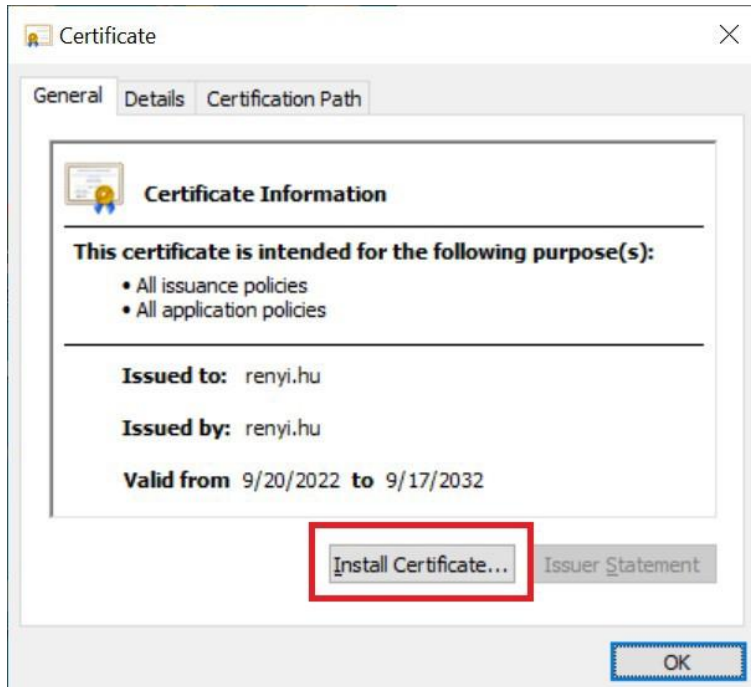 Certificate
General Details Certification Path
Certificate Information
This certificate is intended for the following purpose(s):
• All issuance policies
• All application policies
Issued to: renyi.hu
Issued by: renyi.hu
Valid from 9/20/2022 to 9/17/2032
Install Certificate... Issuer Statement
OK